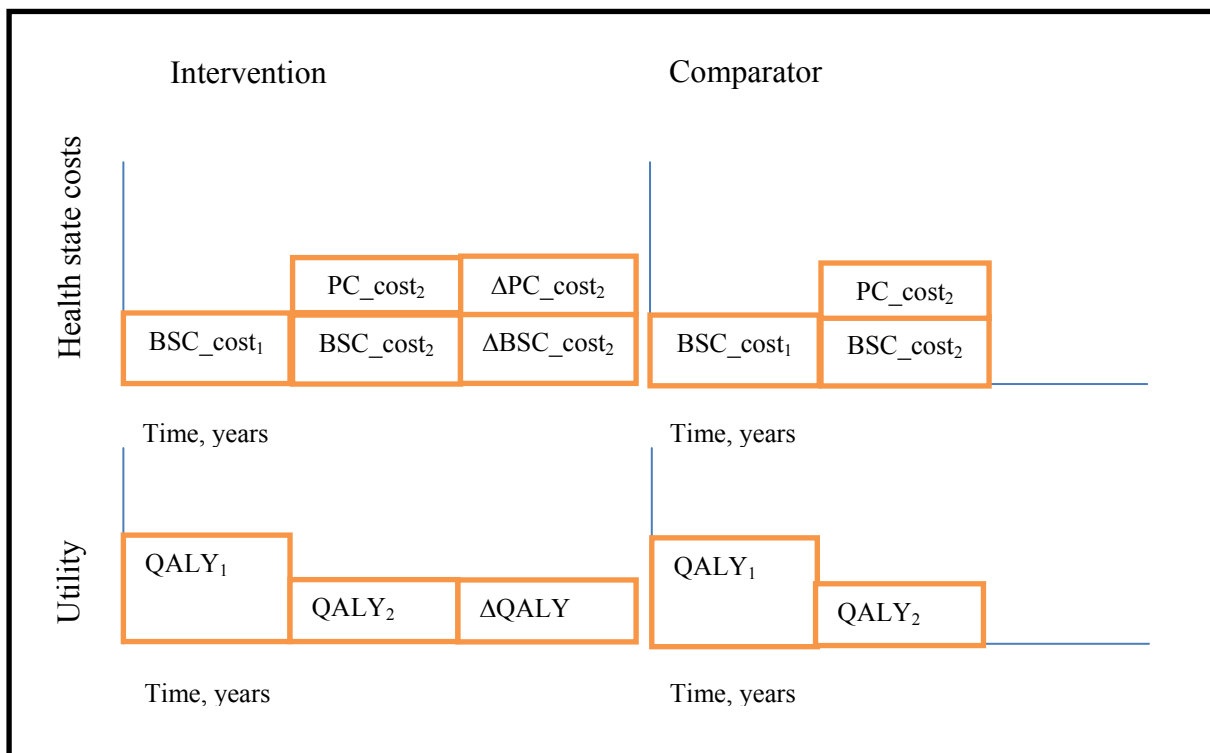 Intervention
Comparator
Health state costs
PC_cost₂
ΔPC_cost₂
PC_cost₂
BSC_cost₁
BSC_cost₂
ΔBSC_cost₂
BSC_cost₁
BSC_cost₂
Time, years
Time, years
Utility
QALY₁
QALY₂
ΔQALY
QALY₁
QALY₂
Time, years
Time, years